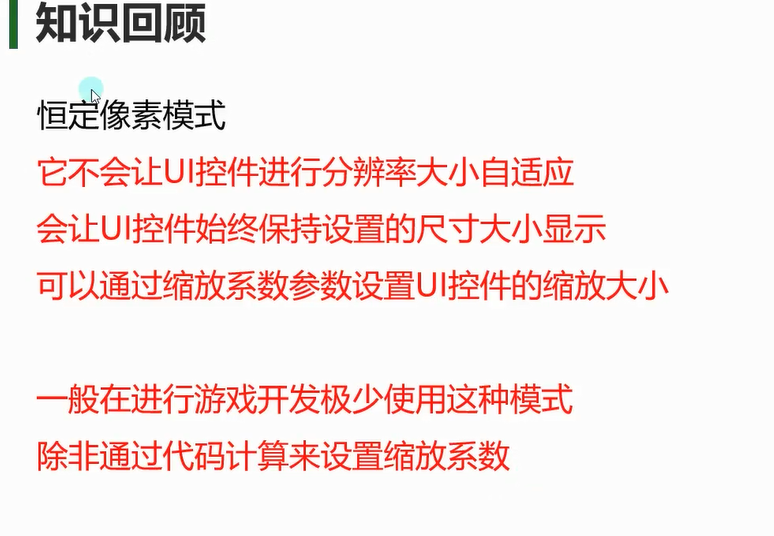 知识回顾
恒定像素模式
它不会让UI控件进行分辨率大小自适应
会让UI控件始终保持设置的尺寸大小显示
可以通过缩放系数参数设置UI控件的缩放大小
一般在进行游戏开发极少使用这种模式
除非通过代码计算来设置缩放系数